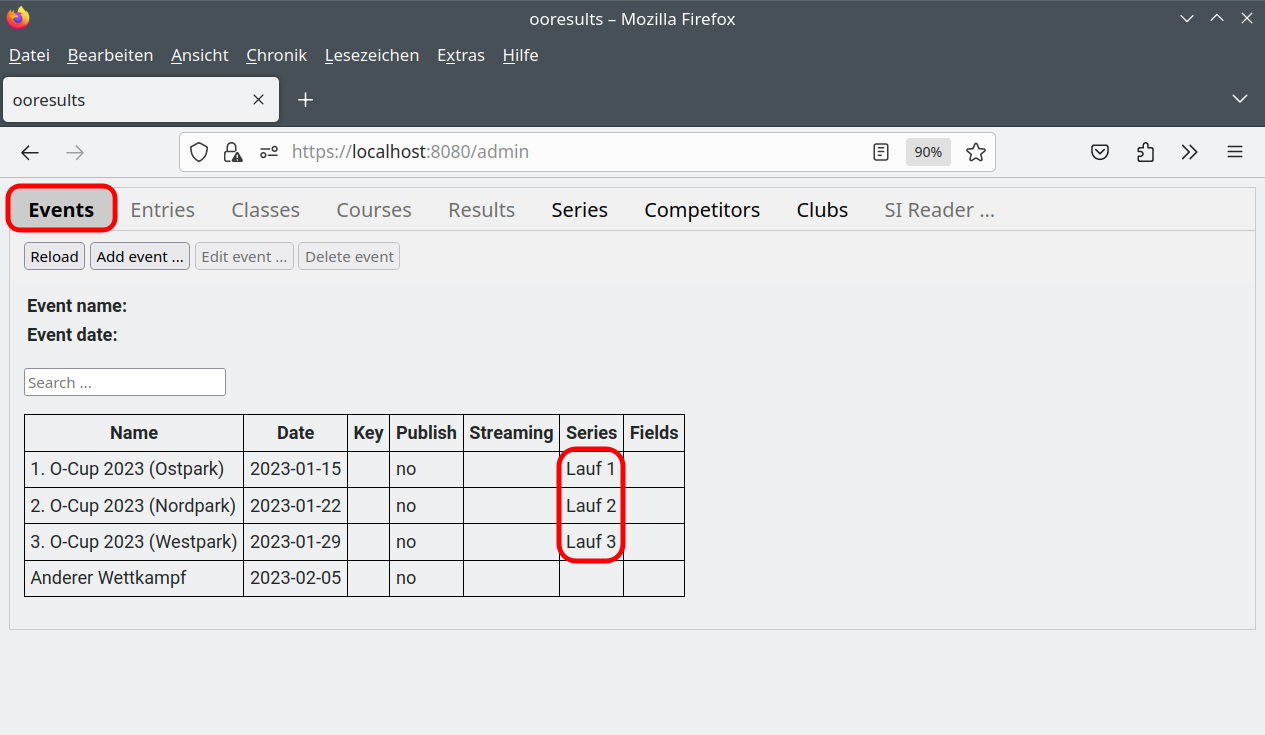 ooresults – Mozilla Firefox
Datei Bearbeiten Ansicht Chronik Lesezeichen Extras Hilfe
ooresults
https://localhost:8080/admin 90%
Events Entries Classes Courses Results Series Competitors Clubs SI Reader ...
Reload Add event ... Edit event ... Delete event
Event name:
Event date:
Search ...
Name Date Key Publish Streaming Series Fields
1. O-Cup 2023 (Ostpark) 2023-01-15 no Lauf 1
2. O-Cup 2023 (Nordpark) 2023-01-22 no Lauf 2
3. O-Cup 2023 (Westpark) 2023-01-29 no Lauf 3
Anderer Wettkampf 2023-02-05 no